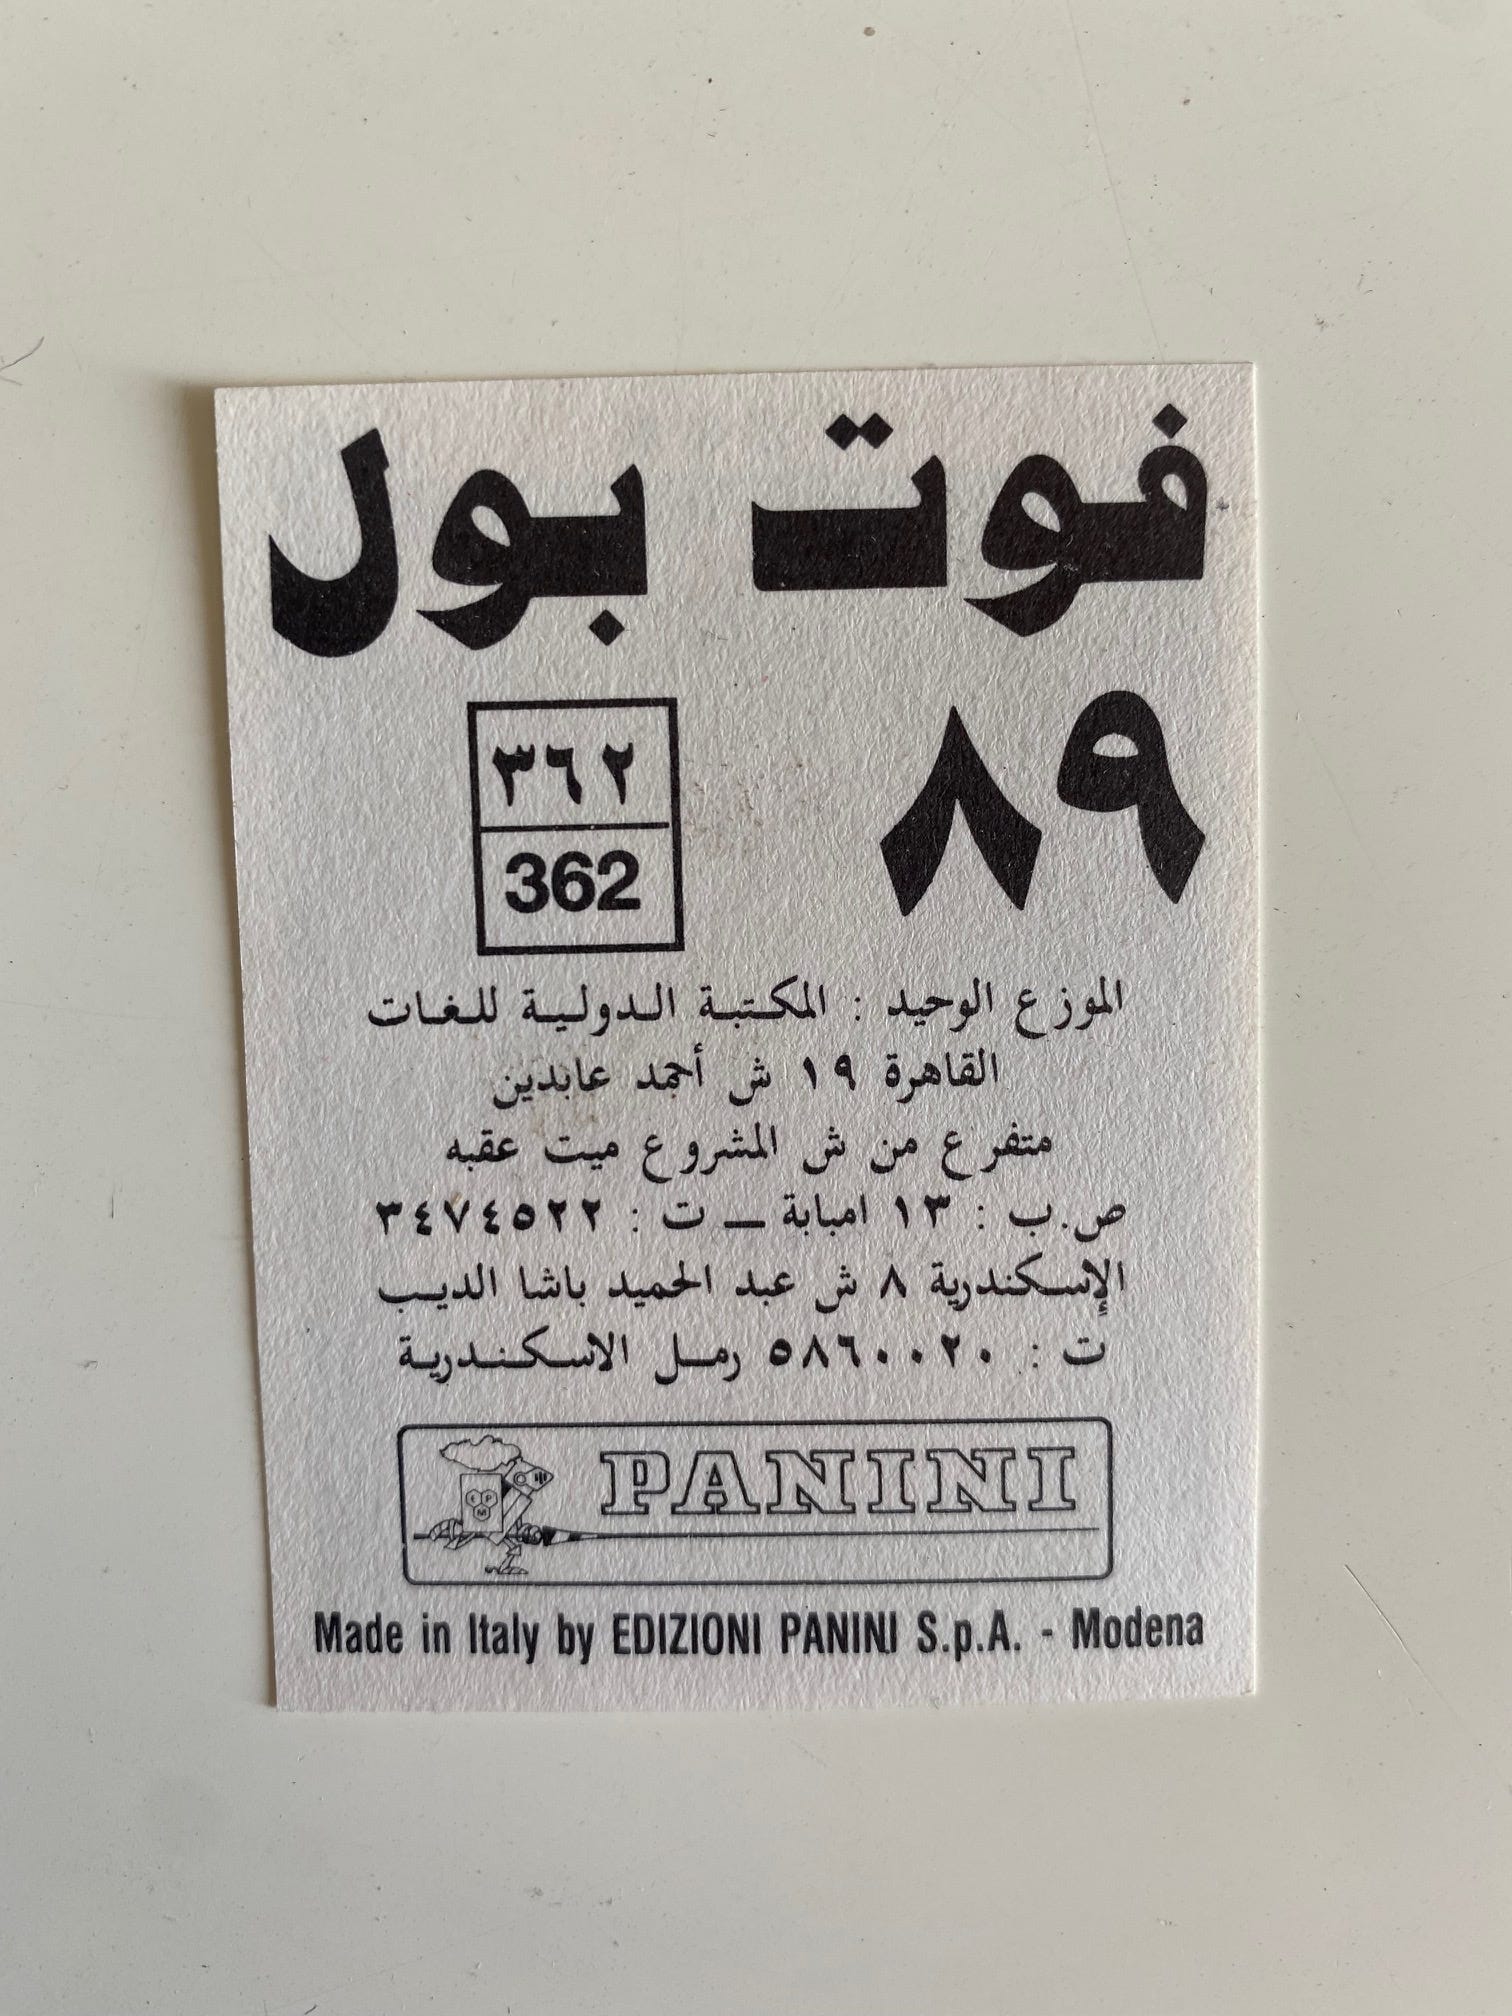 فوت بول
٨٩
٣٦٢
362
الموزع الوحيد : المكتبة الدولية للغات
القاهرة ١٩ ش أحمد عابدين
متفرع من ش المشروع ميت عقبه
ص.ب : ١٣ امبابة – ت : ٣٤٧٤٥٢٢
الإسكندرية ٨ ش عبد الحميد باشا الديب
ت : ٥٨٦٠٠٢٠ رمل الاسكندرية
PANINI
Made in Italy by EDIZIONI PANINI S.p.A. - Modena